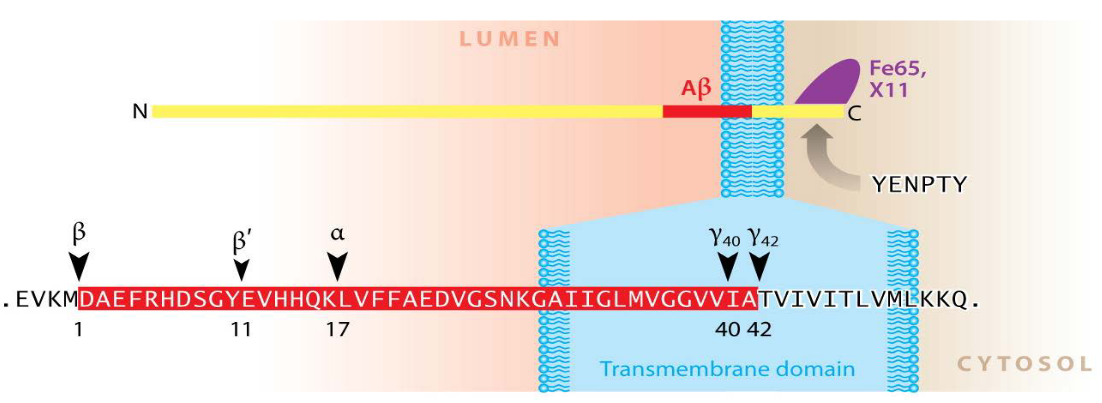 LUMEN
Fe65,
X11
Aβ
N
C
YENPTY
β
β′
α
γ40 γ42
.EVKMDAEFRHDSGYEVHHQKLVFFAEDVGSNKGAIIGLMVGGVVIATVIVITLVMLKKQ.
1
11
17
40 42
Transmembrane domain
CYTOSOL